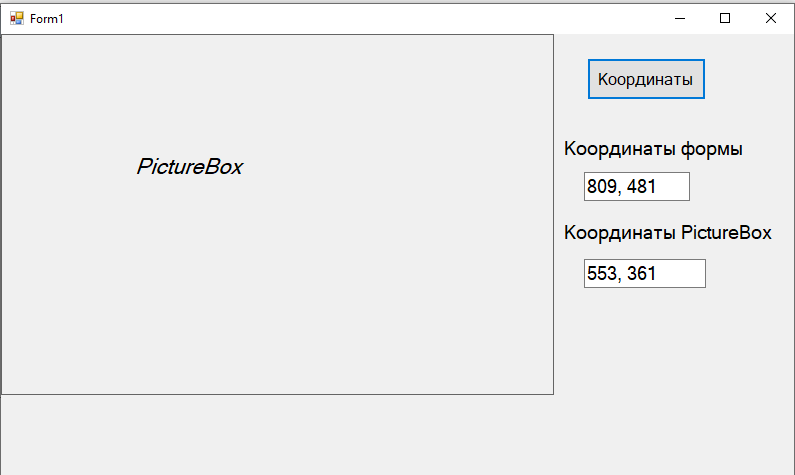 Form1
Координаты
PictureBox
Координаты формы
809, 481
Координаты PictureBox
553, 361